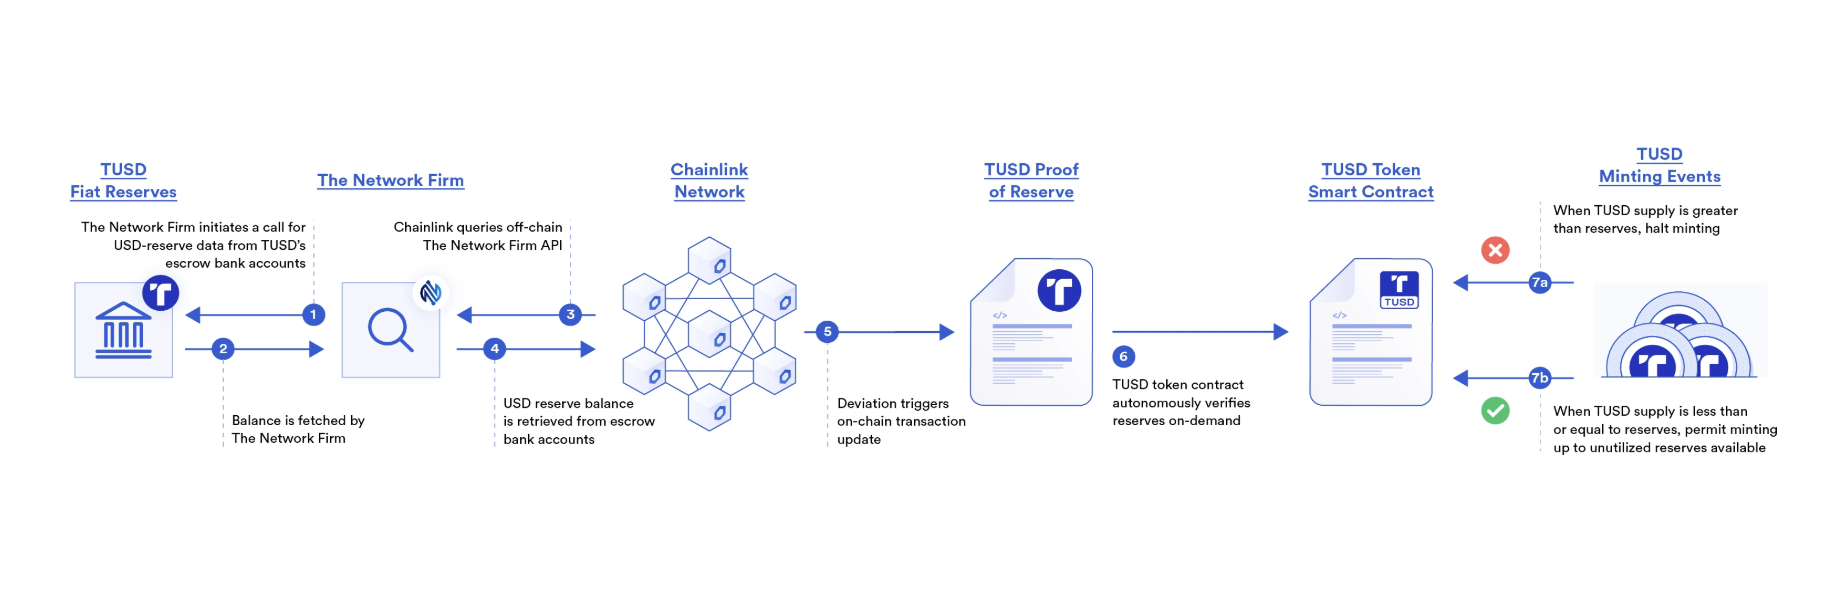 TUSD
Fiat Reserves
The Network Firm initiates a call for
USD-reserve data from TUSD's
escrow bank accounts
1
2
Balance is fetched by
The Network Firm
The Network Firm
Chainlink queries off-chain
The Network Firm API
3
4
USD reserve balance
is retrieved from escrow
bank accounts
Chainlink
Network
5
Deviation triggers
on-chain transaction
update
TUSD Proof
of Reserve
</>
6
TUSD token contract
autonomously verifies
reserves on-demand
TUSD Token
Smart Contract
TUSD
</>
TUSD
Minting Events
When TUSD supply is greater
than reserves, halt minting
7a
7b
When TUSD supply is less than
or equal to reserves, permit minting
up to unutilized reserves available